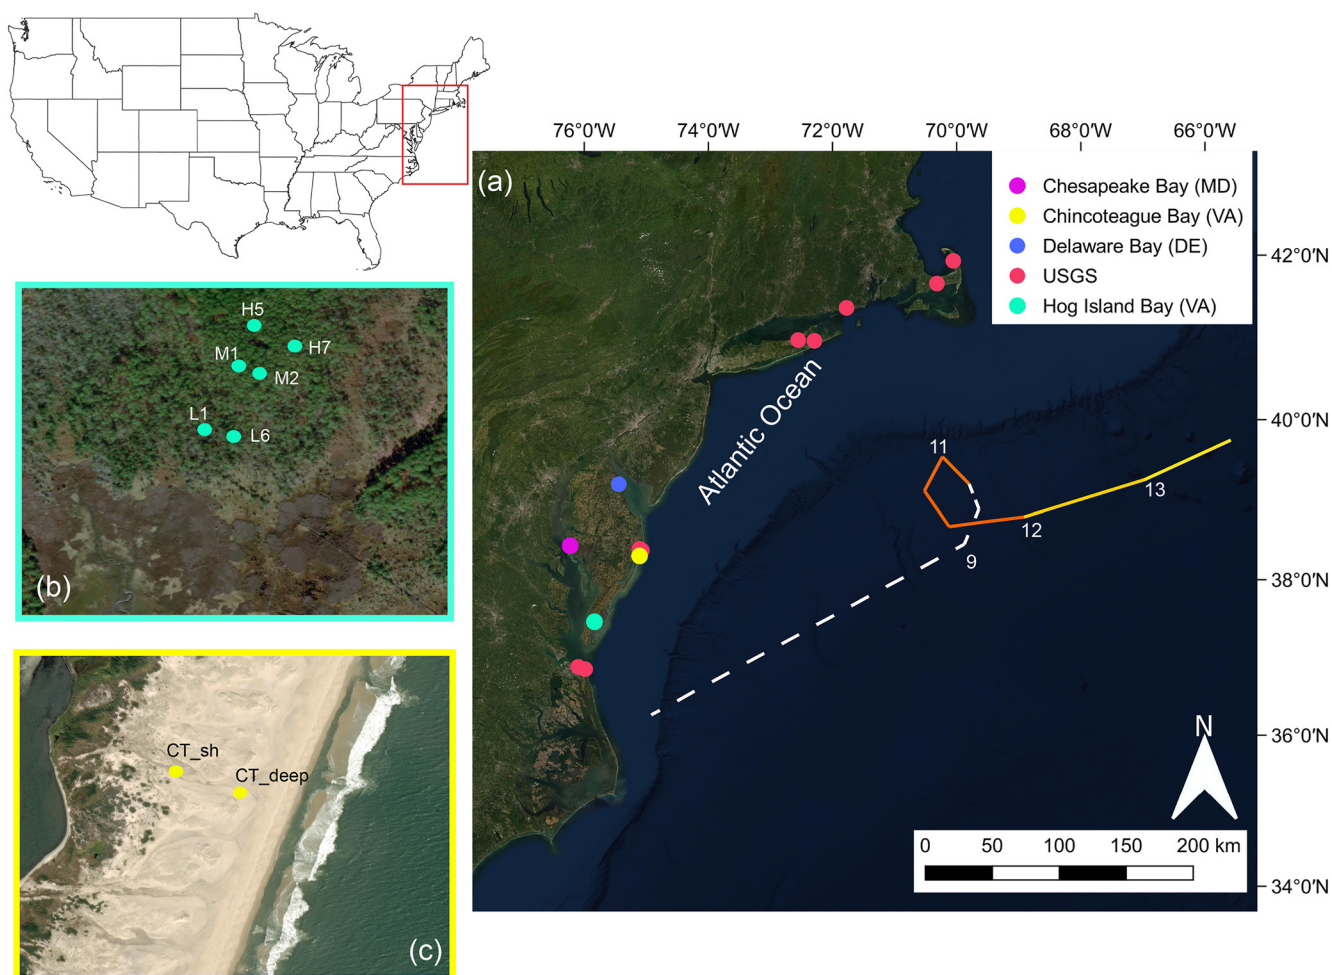 76°0'W 74°0'W 72°0'W 70°0'W 68°0'W 66°0'W
(a)
Chesapeake Bay (MD)
Chincoteague Bay (VA)
Delaware Bay (DE)
USGS
Hog Island Bay (VA)
42°0'N
40°0'N
38°0'N
36°0'N
34°0'N
Atlantic Ocean
11
13
12
9
N
0 50 100 150 200 km
H5
H7
M1
M2
L1
L6
(b)
CT_sh
CT_deep
(c)